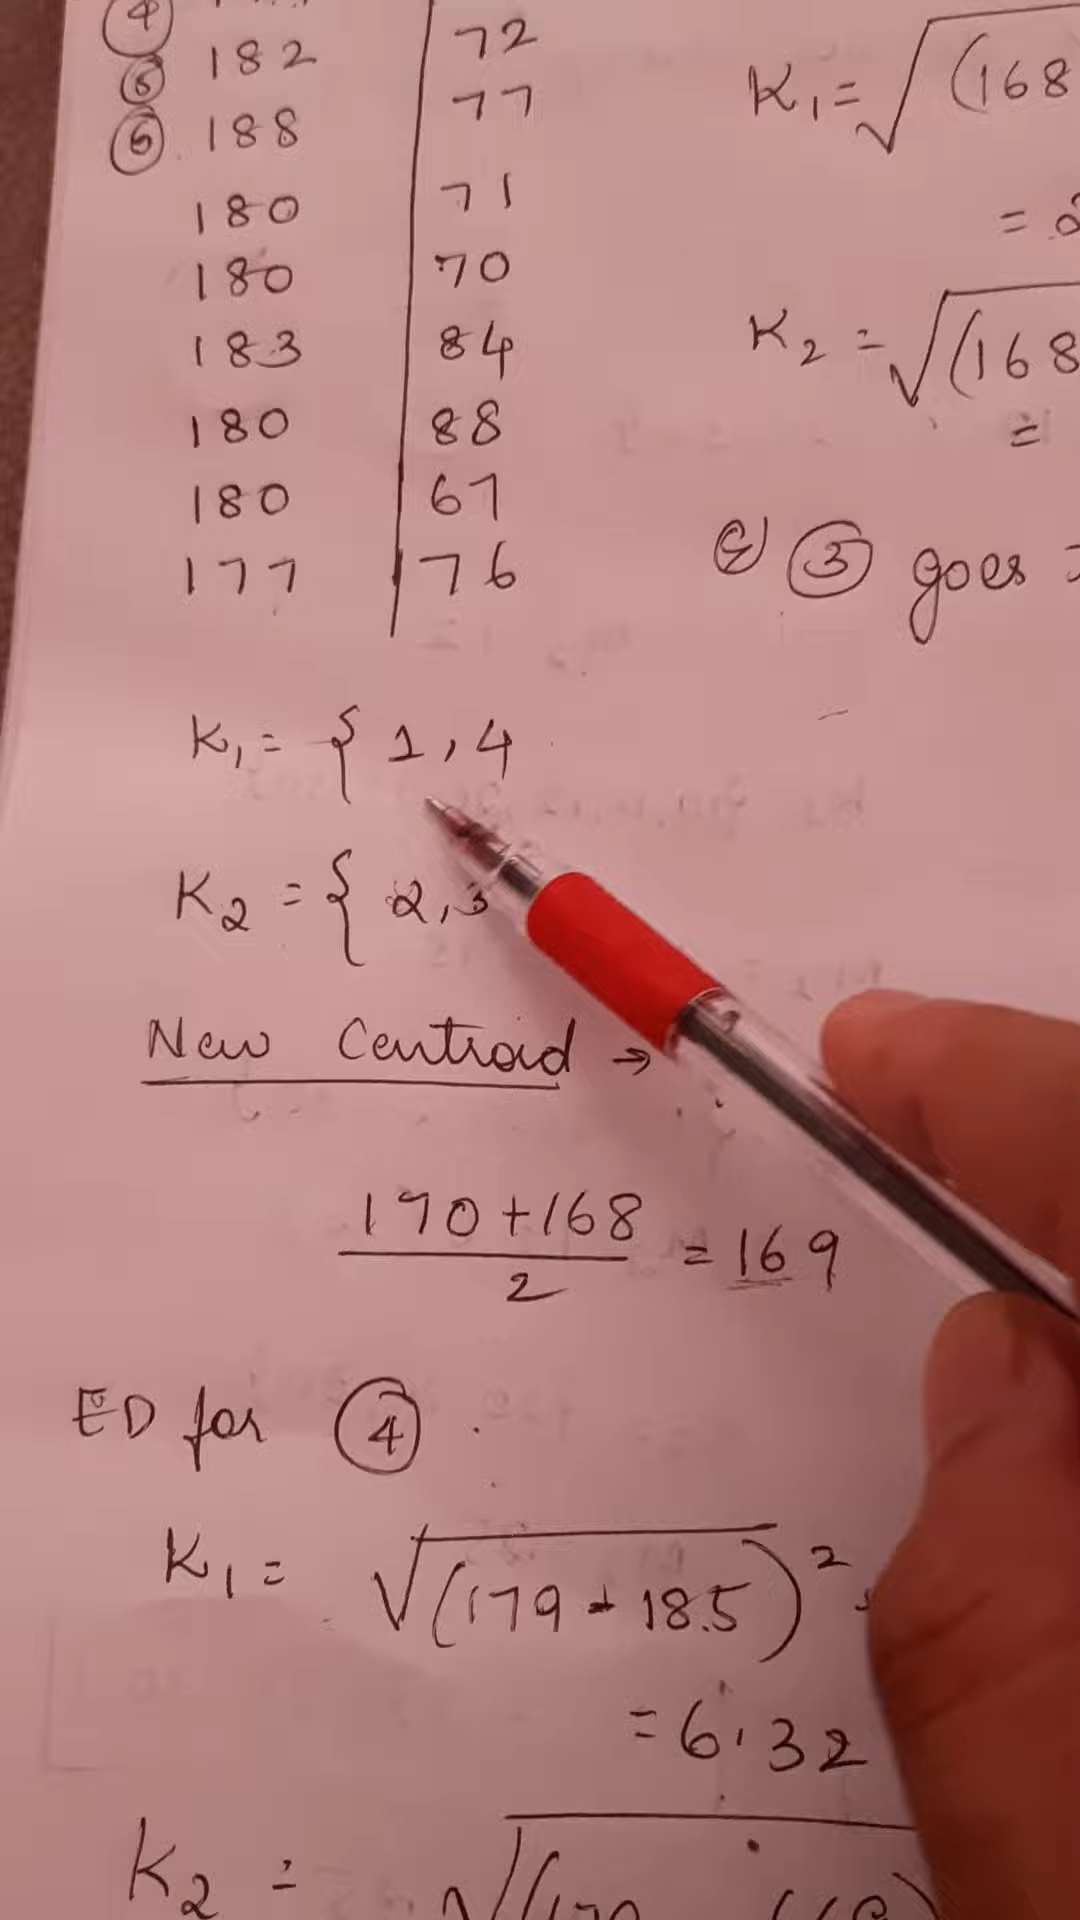 ④
⑤ 182 | 72
⑥ 188 | 77
180 | 71
180 | 70
183 | 84
180 | 88
180 | 67
177 | 76
K₁ = √(168
=
K₂ = √(168
=
③ goes
K₁ = { 1, 4
K₂ = { 2, 3
New Centroid →
170+168
2
= 169
ED for ④.
K₁ = √(179 - 185)²
= 6.32
K₂ =